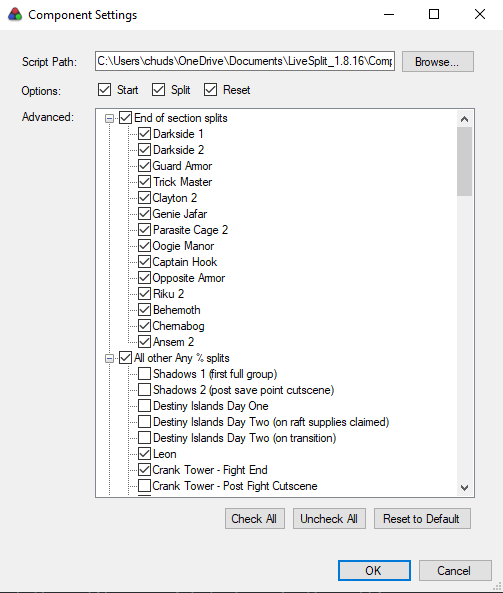 Component Settings
Script Path: C:\Users\chuds\OneDrive\Documents\LiveSplit_1.8.16\Comp Browse...
Options: Start Split Reset
Advanced: End of section splits
Darkside 1
Darkside 2
Guard Armor
Trick Master
Clayton 2
Genie Jafar
Parasite Cage 2
Oogie Manor
Captain Hook
Opposite Armor
Riku 2
Behemoth
Chernabog
Ansem 2
All other Any % splits
Shadows 1 (first full group)
Shadows 2 (post save point cutscene)
Destiny Islands Day One
Destiny Islands Day Two (on raft supplies claimed)
Destiny Islands Day Two (on transition)
Leon
Crank Tower - Fight End
Crank Tower - Post Fight Cutscene
Check All Uncheck All Reset to Default
OK Cancel